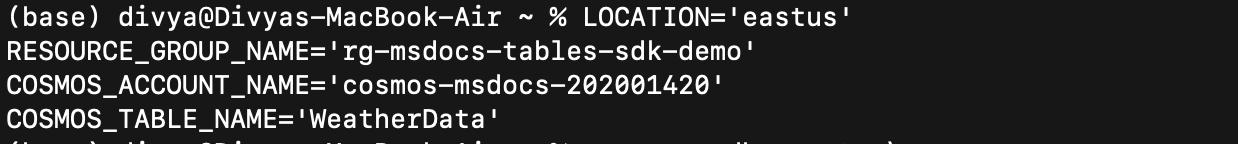 (base) divya@Divyas-MacBook-Air ~ % LOCATION='eastus'
RESOURCE_GROUP_NAME='rg-msdocs-tables-sdk-demo'
COSMOS_ACCOUNT_NAME='cosmos-msdocs-202001420'
COSMOS_TABLE_NAME='WeatherData'